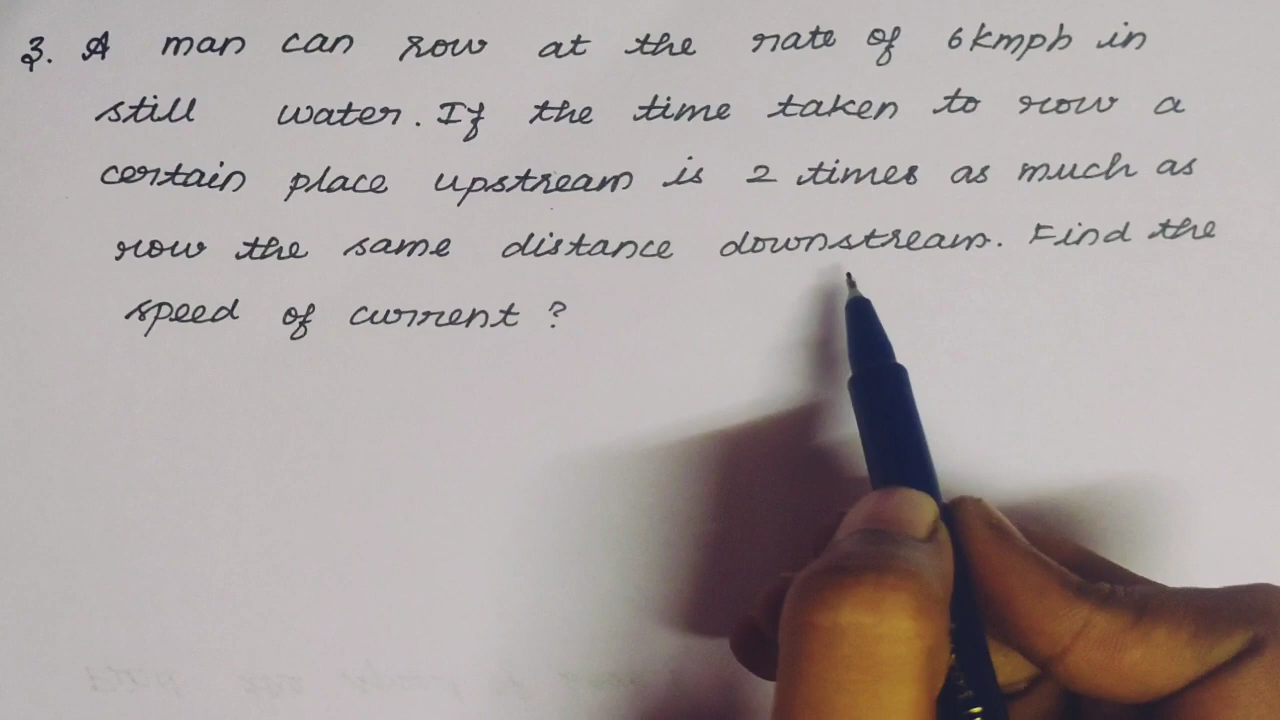 3. A man can row at the rate of 6kmph in
still water. If the time taken to row a
certain place upstream is 2 times as much as
row the same distance downstream. Find the
speed of current ?